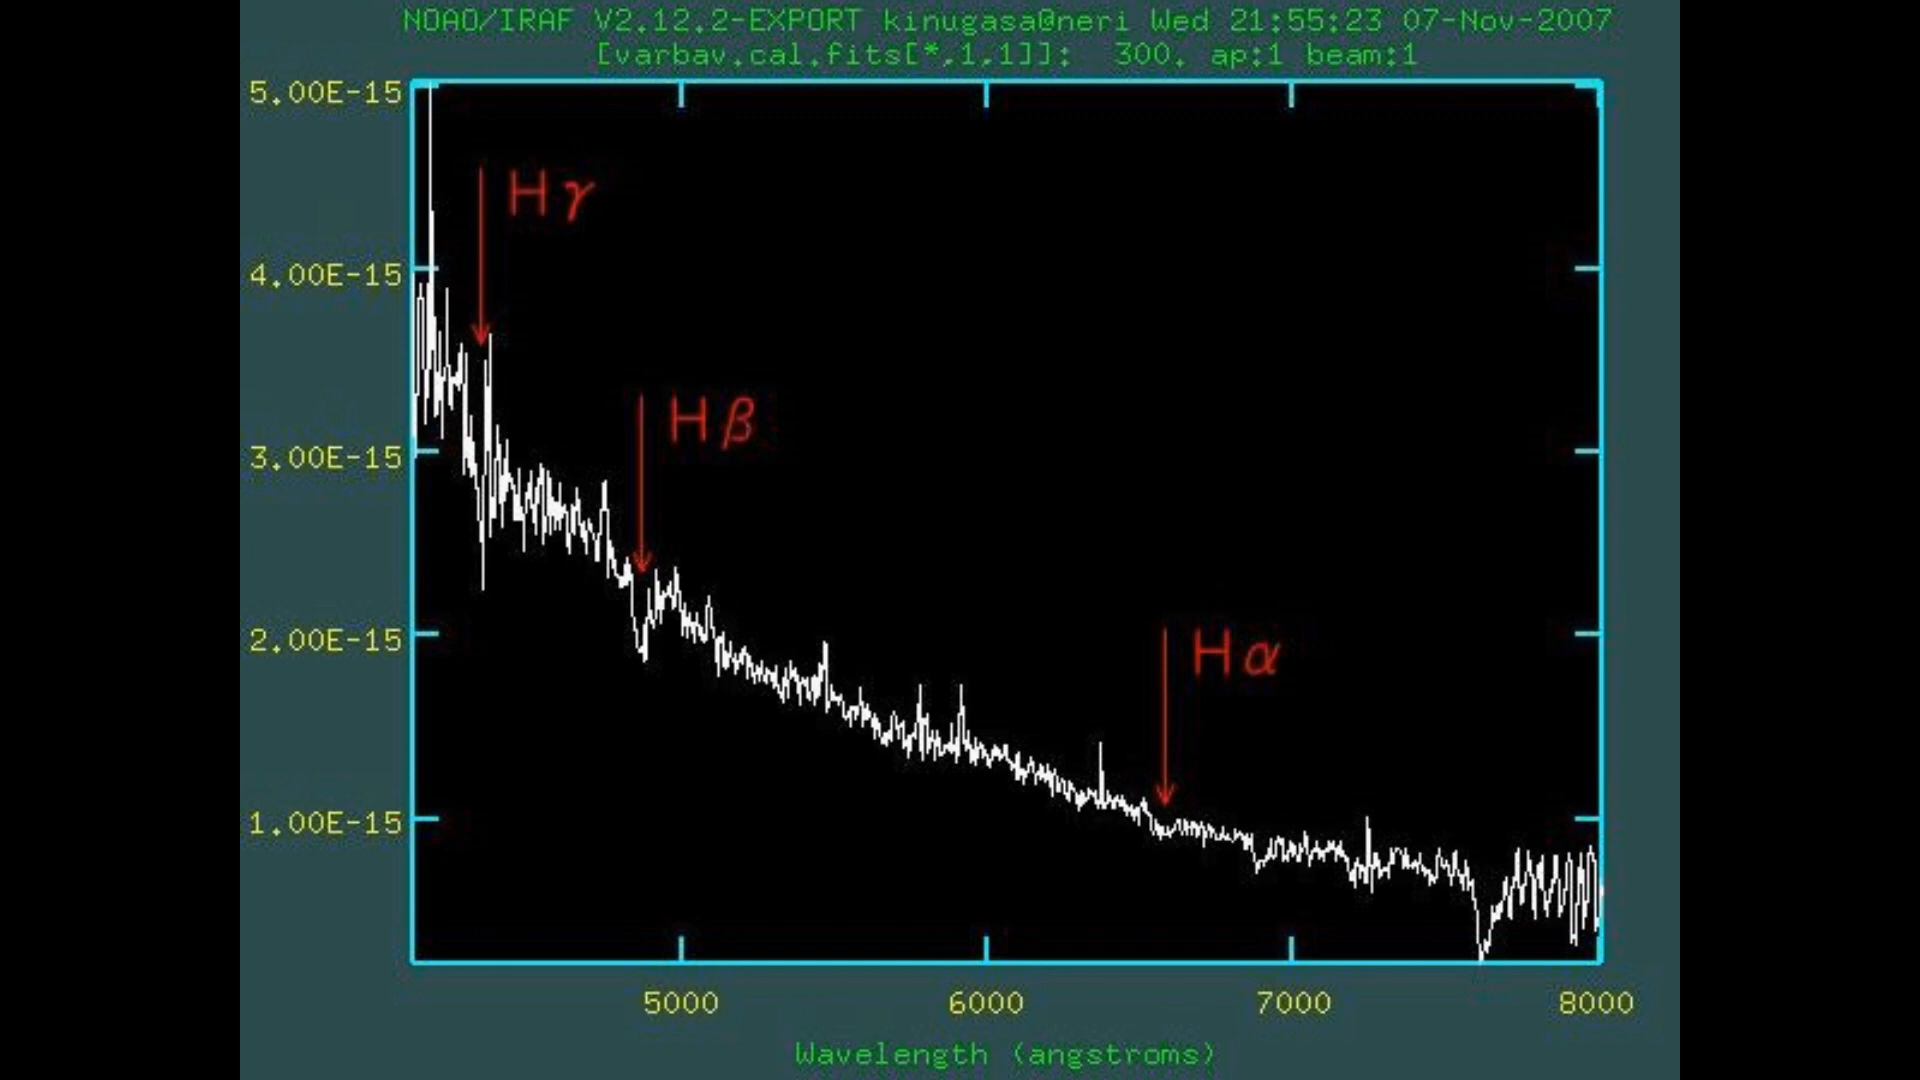 NOAO/IRAF V2.12.2-EXPORT kinugasa@neri Wed 21:55:23 07-Nov-2007
[varbav.cal.fits[*,1,1]]: 300. ap:1 beam:1
5.00E-15
Hγ
4.00E-15
Hβ
3.00E-15
2.00E-15
Hα
1.00E-15
5000 6000 7000 8000
Wavelength (angstroms)